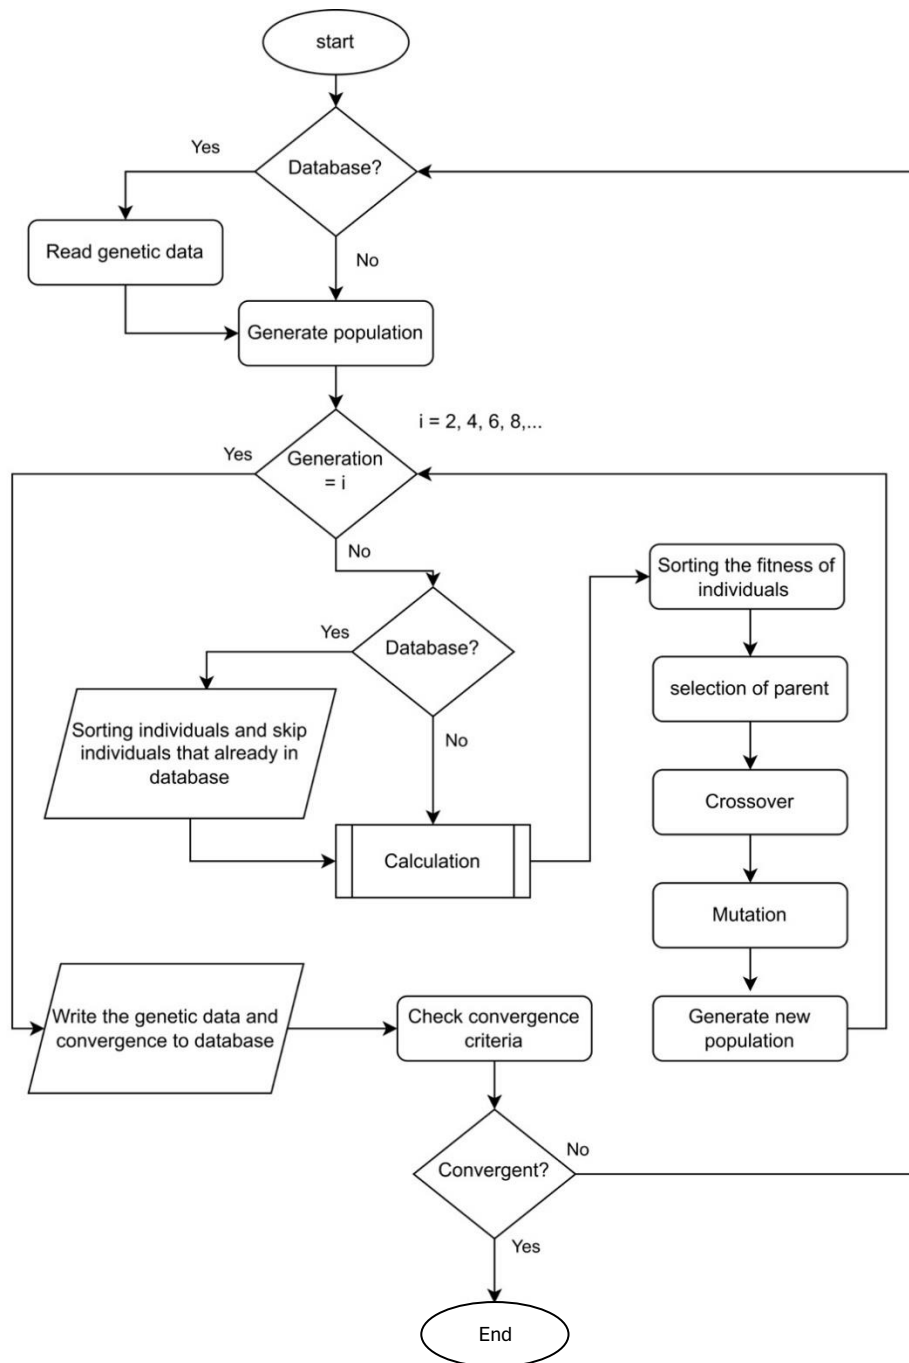 start
Yes
Database?
Read genetic data
No
Generate population
i = 2, 4, 6, 8,...
Yes
Generation
= i
No
Sorting the fitness of
individuals
Yes
Database?
selection of parent
Sorting individuals and skip
individuals that already in
database
No
Crossover
Calculation
Mutation
Write the genetic data and
convergence to database
Check convergence
criteria
Generate new
population
No
Convergent?
Yes
End